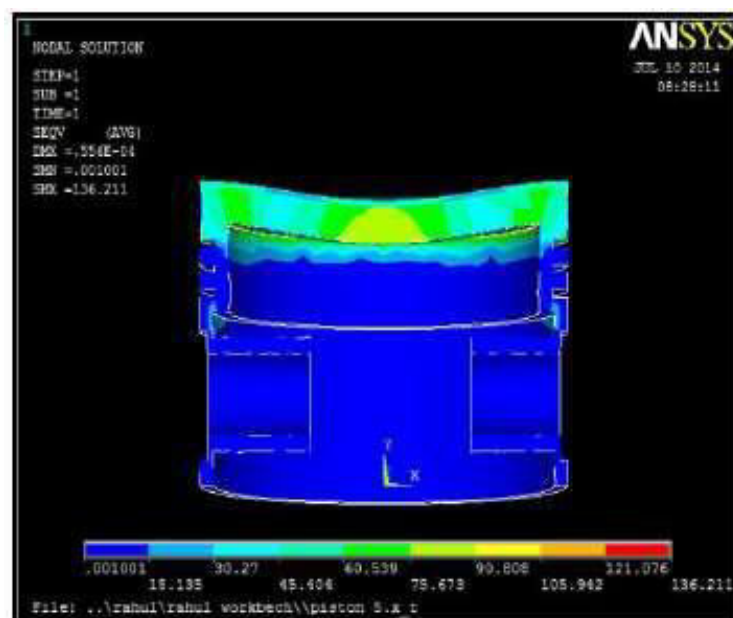 1
NODAL SOLUTION
STEP=1
SUB =1
TIME=1
SEQV (AVG)
DMX =.554E-04
SMN =.001001
SMX =136.211
ANSYS
JUL 10 2014
08:28:11
Y
X
.001001 30.27 60.539 90.808 121.076
15.135 45.404 75.673 105.942 136.211
File: ..\rahul\rahul workbech\\piston 5.x_t